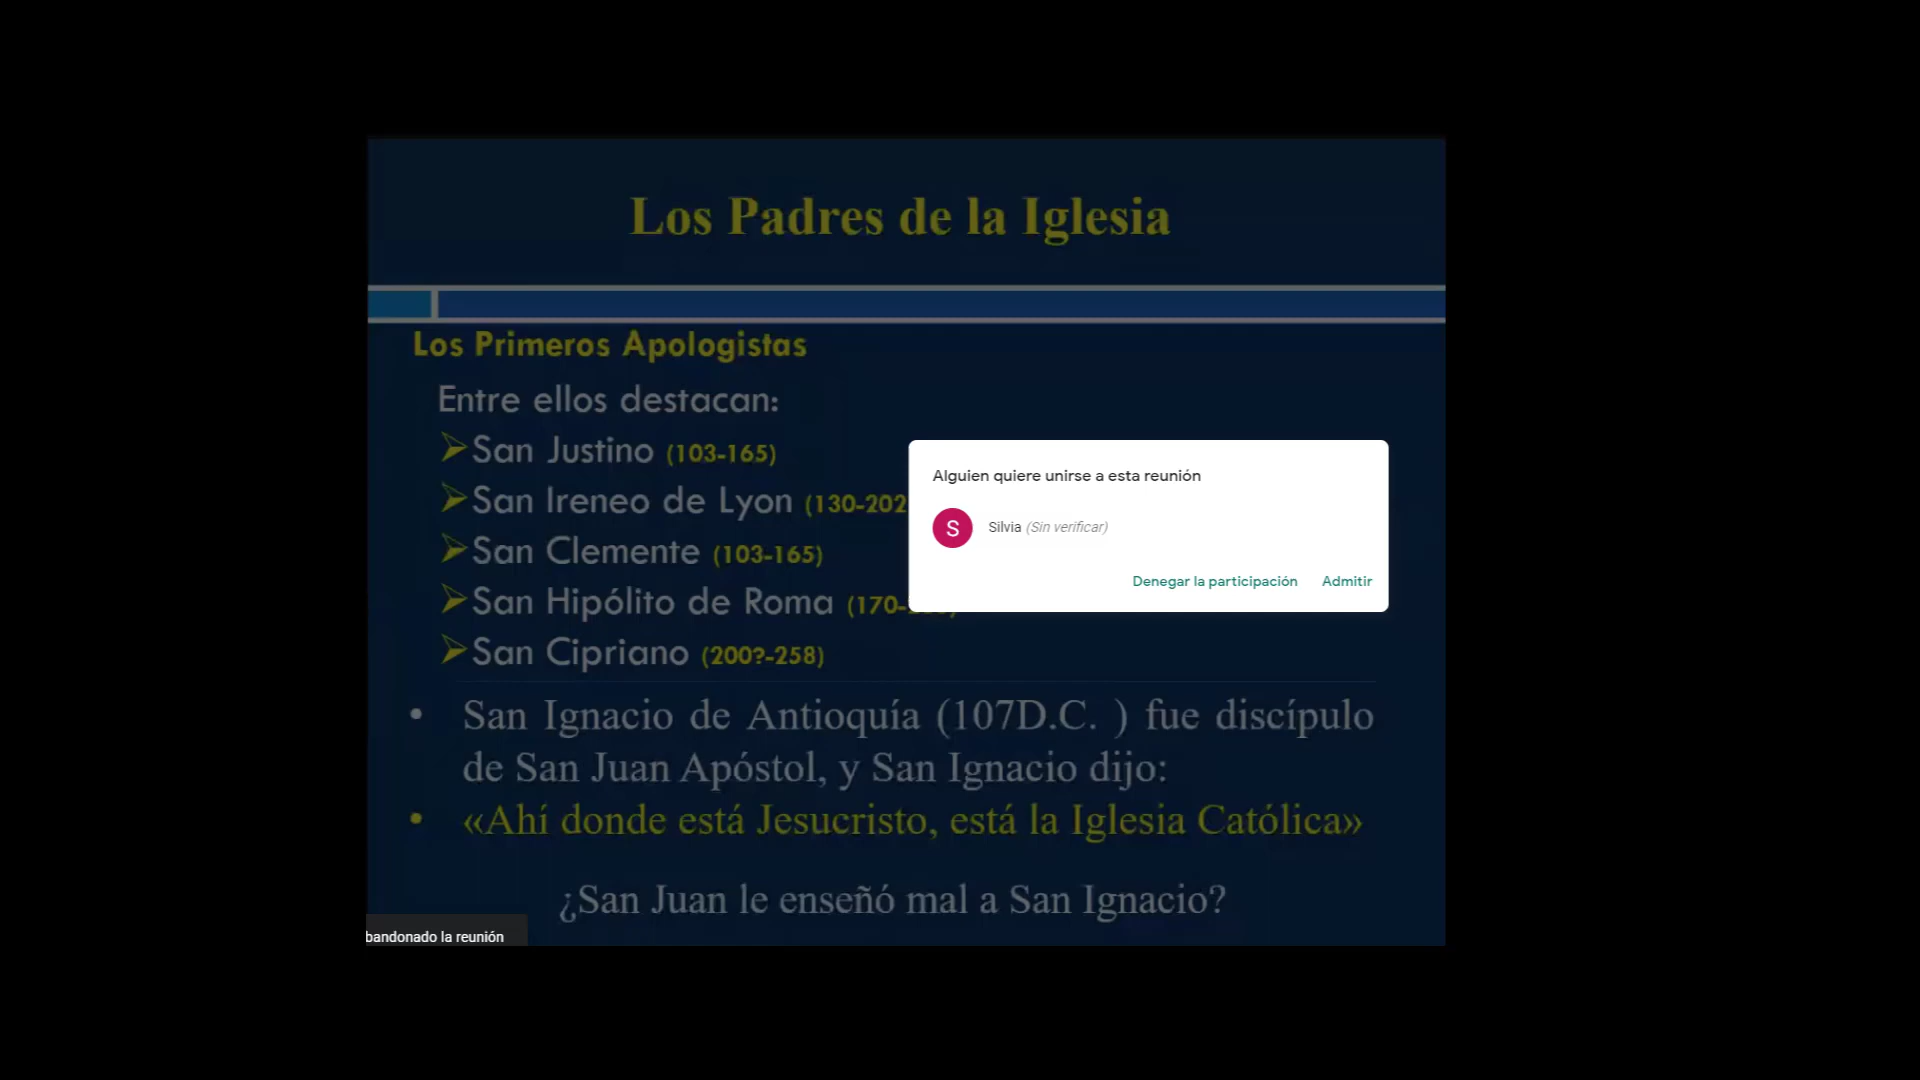 Los Padres de la Iglesia
Los Primeros Apologistas
Entre ellos destacan:
San Justino (103-165)
San Ireneo de Lyon (130-202
San Clemente (103-165)
San Hipólito de Roma (170-
San Cipriano (200?-258)
Alguien quiere unirse a esta reunión
S
Silvia (Sin verificar)
Denegar la participación Admitir
• San Ignacio de Antioquía (107D.C. ) fue discípulo
de San Juan Apóstol, y San Ignacio dijo:
• «Ahí donde está Jesucristo, está la Iglesia Católica»
¿San Juan le enseñó mal a San Ignacio?
bandonado la reunión